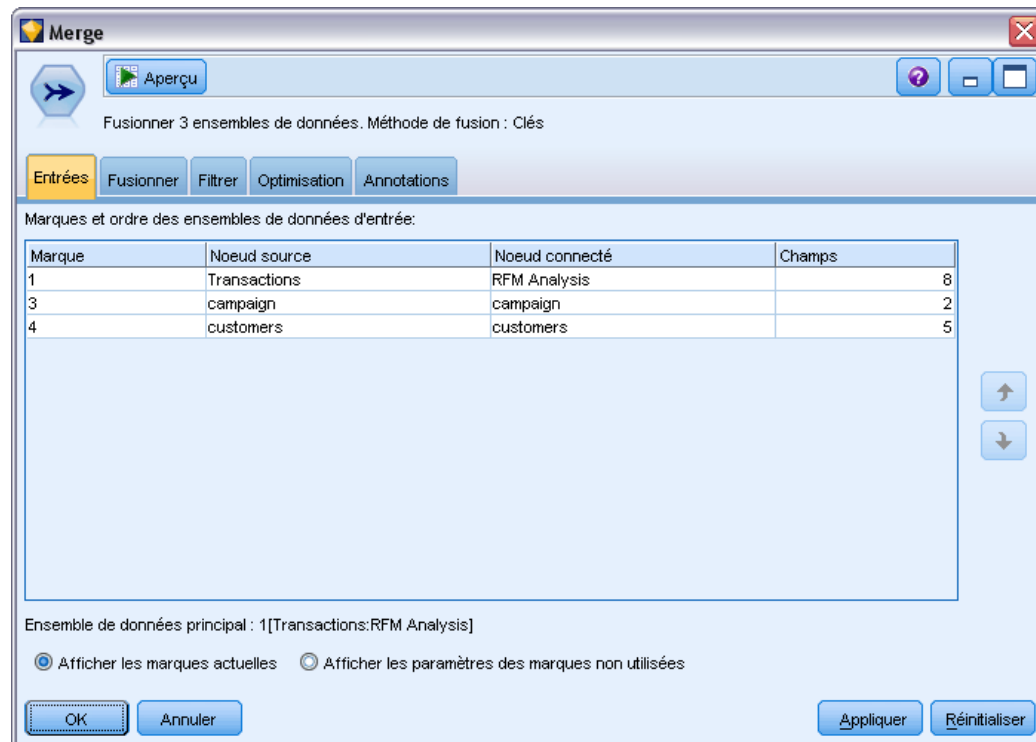 Merge
Aperçu
Fusionner 3 ensembles de données. Méthode de fusion : Clés
Entrées Fusionner Filtrer Optimisation Annotations
Marques et ordre des ensembles de données d'entrée:
Marque Noeud source Noeud connecté Champs
1 Transactions RFM Analysis 8
3 campaign campaign 2
4 customers customers 5
Ensemble de données principal : 1[Transactions:RFM Analysis]
Afficher les marques actuelles Afficher les paramètres des marques non utilisées
OK Annuler Appliquer Réinitialiser